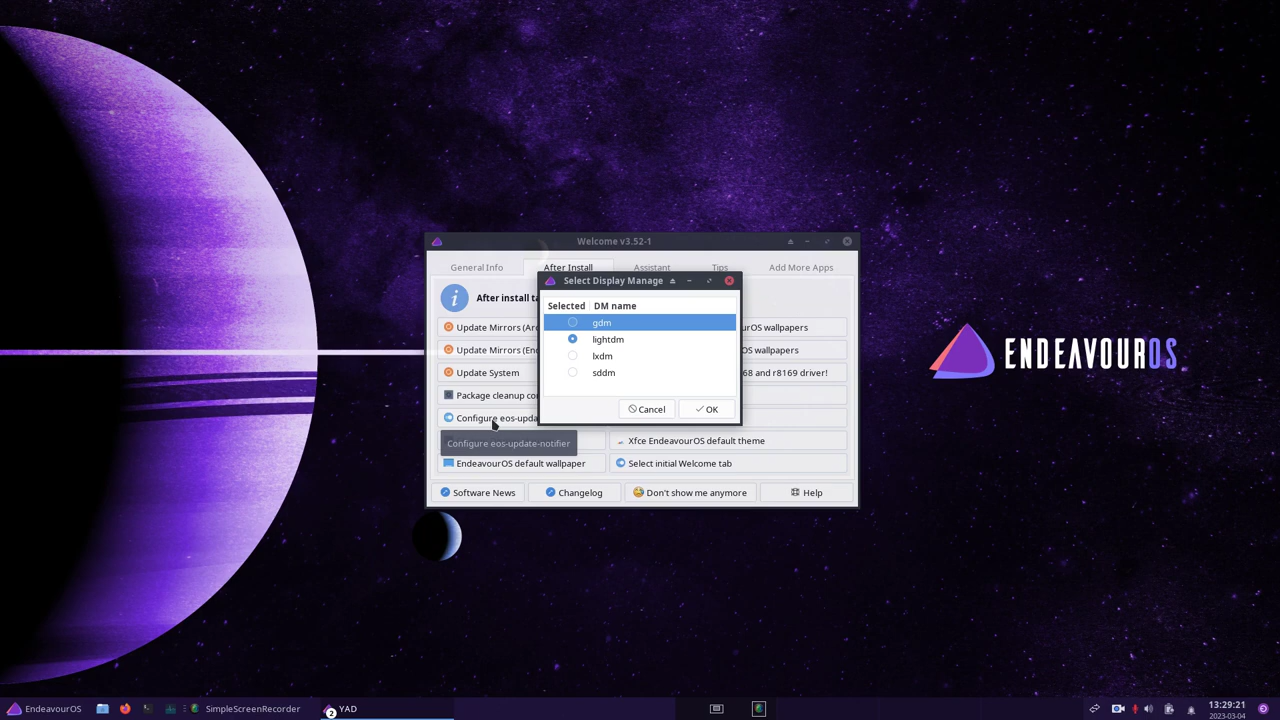 Welcome v3.52-1
General Info
After Install
Assistant
Tips
Add More Apps
After install ta
Select Display Manage
Selected DM name
gdm
lightdm
lxdm
sddm
Cancel OK
Update Mirrors (Ar
urOS wallpapers
Update Mirrors (En
OS wallpapers
Update System
68 and r8169 driver!
Package cleanup co
Configure eos-upda
Configure eos-update-notifier
Xfce EndeavourOS default theme
EndeavourOS default wallpaper
Select initial Welcome tab
Software News
Changelog
Don't show me anymore
Help
ENDEAVOUROS
EndeavourOS
SimpleScreenRecorder
2
YAD
13:29:21
2023-03-04